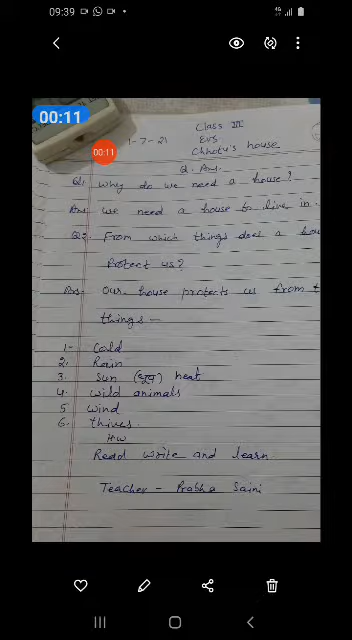 09:39
00:11
00:11
1-7-21
Class III
EVS
Chhotu's house
Q. Ans.
Q1. Why do we need a house?
Ans we need a house to live in.
Q2. From which things does a hou
Protect us?
Ans. Our house protects us from t
things —
1- Cold
2. Rain
3. Sun heat
4. wild animals
5 wind
6. thives.
HW
Read write and learn
Teacher - Prabha Saini